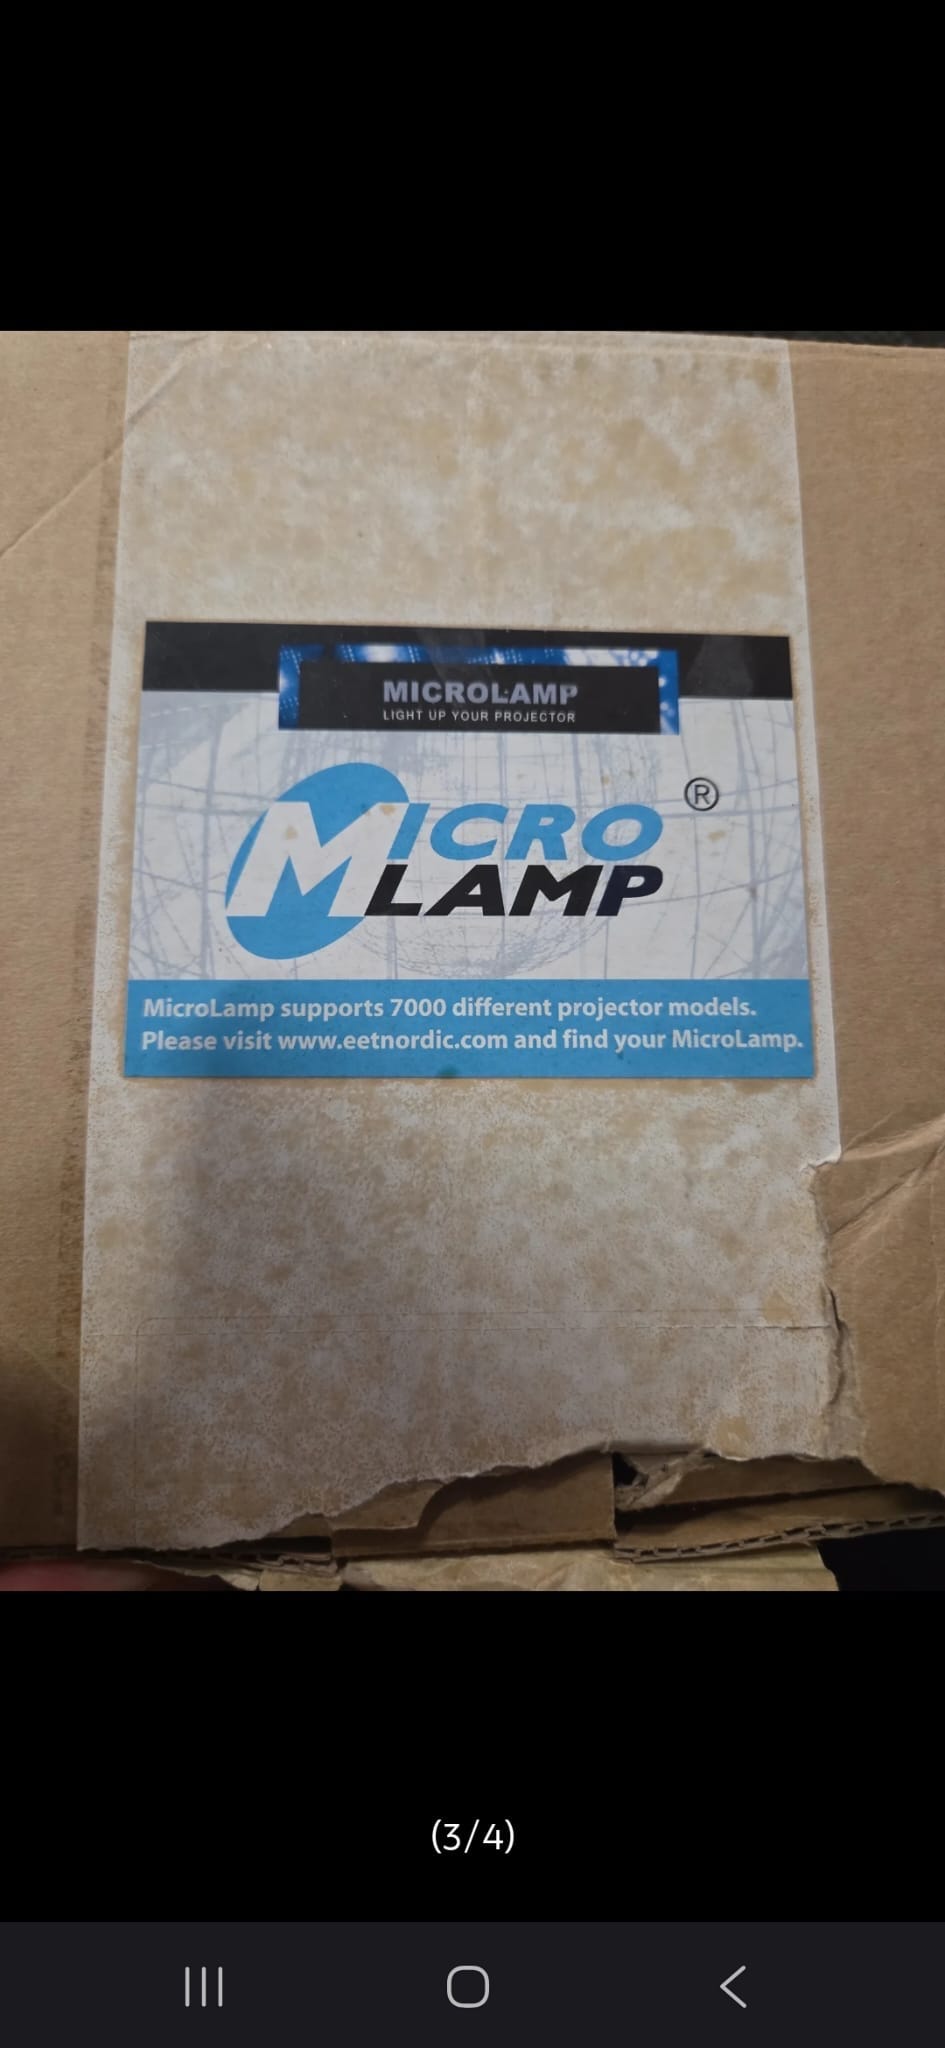 MICROLAMP
LIGHT UP YOUR PROJECTOR
MICRO
LAMP
®
MicroLamp supports 7000 different projector models.
Please visit www.eetnordic.com and find your MicroLamp.
(3/4)